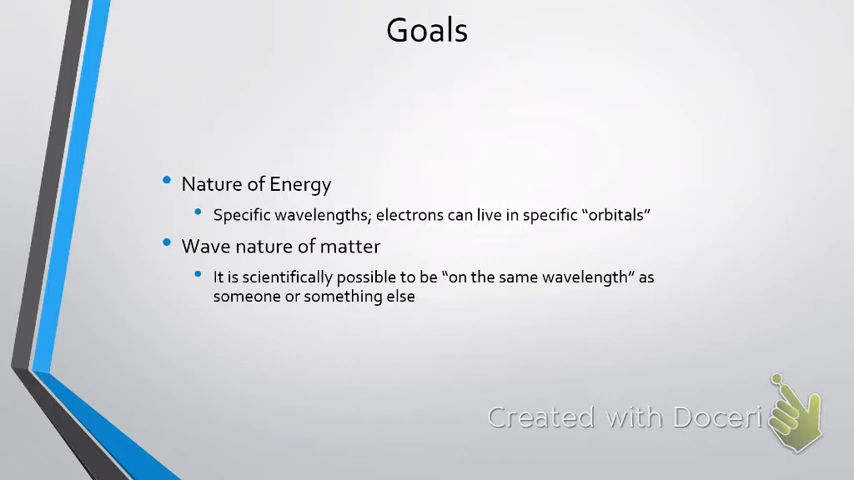 Goals
• Nature of Energy
• Specific wavelengths; electrons can live in specific “orbitals”
• Wave nature of matter
• It is scientifically possible to be “on the same wavelength” as
someone or something else
Created with Doceri